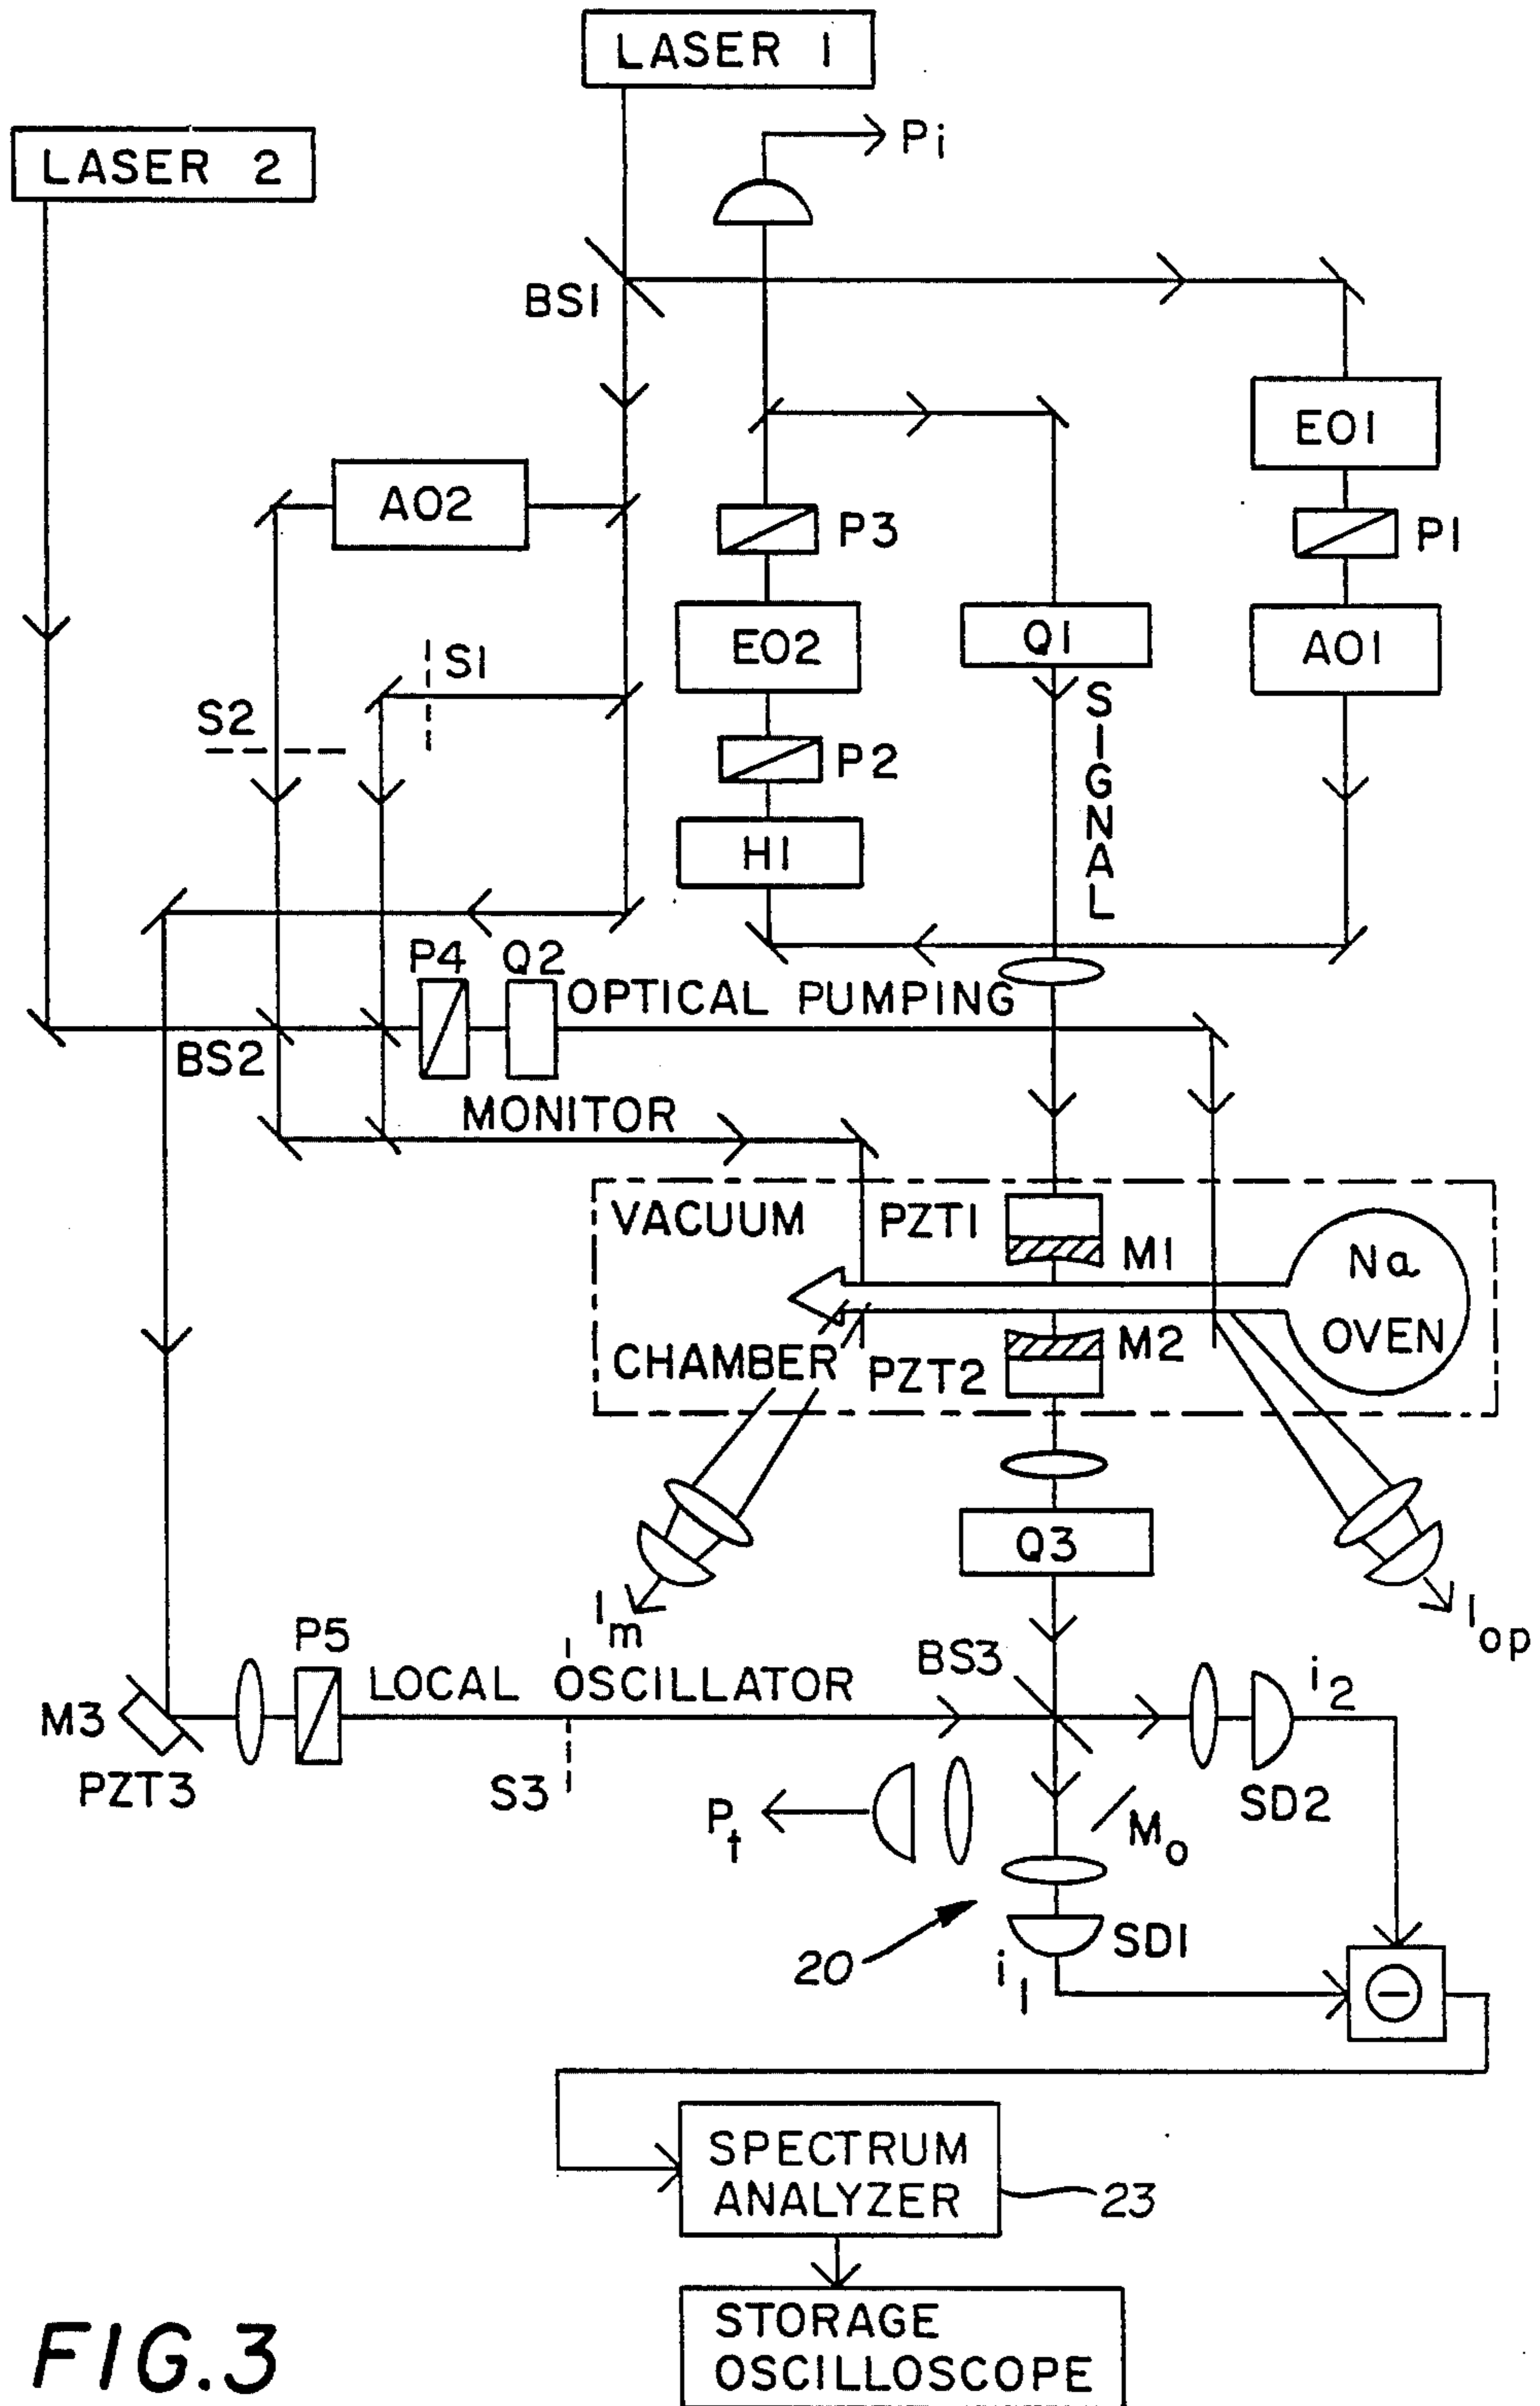 LASER 1
Pi
LASER 2
BS1
EO1
AO2
P3
P1
EO2
Q1
AO1
S1
S2
P2
SIGNAL
H1
P4
Q2
OPTICAL PUMPING
BS2
MONITOR
VACUUM
PZT1
M1
Na
OVEN
CHAMBER
PZT2
M2
Q3
Im
Iop
P5
BS3
LOCAL OSCILLATOR
i2
M3
PZT3
S3
SD2
Pt
Mo
20
SD1
i1
−
SPECTRUM
ANALYZER
23
STORAGE
OSCILLOSCOPE
FIG.3